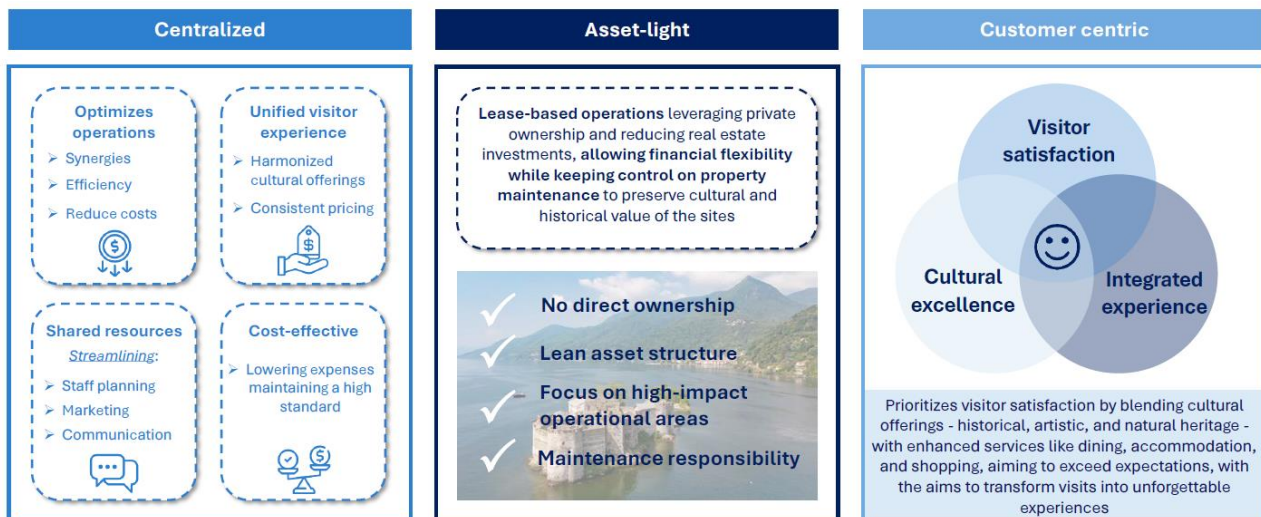 Centralized
Optimizes
operations
➢ Synergies
➢ Efficiency
➢ Reduce costs
$
Unified visitor
experience
➢ Harmonized
cultural offerings
➢ Consistent pricing
$
Shared resources
Streamlining:
➢ Staff planning
➢ Marketing
➢ Communication
Cost-effective
➢ Lowering expenses
maintaining a high
standard
$
Asset-light
Lease-based operations leveraging private
ownership and reducing real estate
investments, allowing financial flexibility
while keeping control on property
maintenance to preserve cultural and
historical value of the sites
✓ No direct ownership
✓ Lean asset structure
✓ Focus on high-impact
operational areas
✓ Maintenance responsibility
Customer centric
Visitor
satisfaction
Cultural
excellence
Integrated
experience
Prioritizes visitor satisfaction by blending cultural
offerings - historical, artistic, and natural heritage -
with enhanced services like dining, accommodation,
and shopping, aiming to exceed expectations, with
the aims to transform visits into unforgettable
experiences